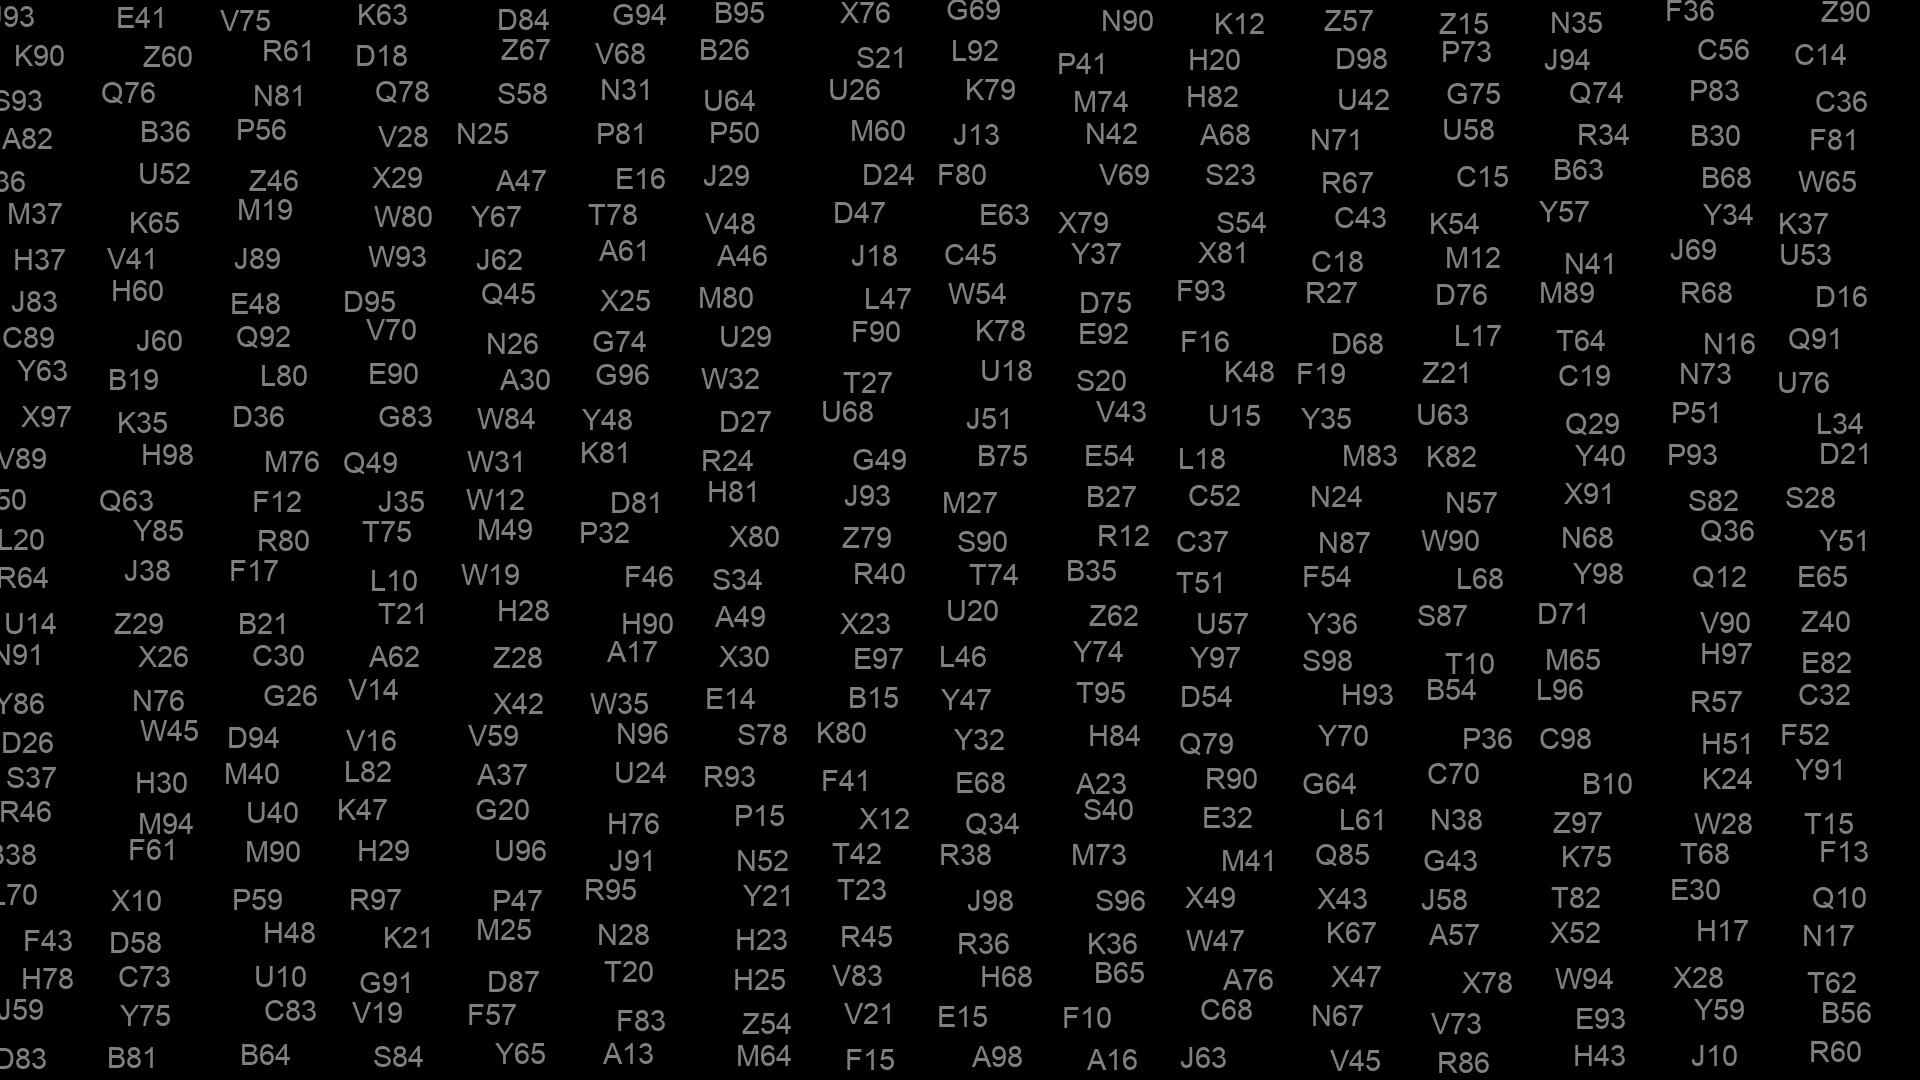 E41 V75 K63 D84 G94 B95 X76 G69 N90 K12 Z57 Z15 N35 F36 Z90
K90 Z60 R61 D18 Z67 V68 B26 S21 L92 P41 H20 D98 P73 J94 C56 C14
S93 Q76 N81 Q78 S58 N31 U64 U26 K79 M74 H82 U42 G75 Q74 P83 C36
A82 B36 P56 V28 N25 P81 P50 M60 J13 N42 A68 N71 U58 R34 B30 F81
U52 Z46 X29 A47 E16 J29 D24 F80 V69 S23 R67 C15 B63 B68 W65
M37 K65 M19 W80 Y67 T78 V48 D47 E63 X79 S54 C43 K54 Y57 Y34 K37
H37 V41 J89 W93 J62 A61 A46 J18 C45 Y37 X81 C18 M12 N41 J69 U53
J83 H60 E48 D95 Q45 X25 M80 L47 W54 D75 F93 R27 D76 M89 R68 D16
C89 J60 Q92 V70 N26 G74 U29 F90 K78 E92 F16 D68 L17 T64 N16 Q91
Y63 B19 L80 E90 A30 G96 W32 T27 U18 S20 K48 F19 Z21 C19 N73 U76
X97 K35 D36 G83 W84 Y48 D27 U68 J51 V43 U15 Y35 U63 Q29 P51 L34
V89 H98 M76 Q49 W31 K81 R24 G49 B75 E54 L18 M83 K82 Y40 P93 D21
Q63 F12 J35 W12 D81 H81 J93 M27 B27 C52 N24 N57 X91 S82 S28
L20 Y85 R80 T75 M49 P32 X80 Z79 S90 R12 C37 N87 W90 N68 Q36 Y51
R64 J38 F17 L10 W19 F46 S34 R40 T74 B35 T51 F54 L68 Y98 Q12 E65
U14 Z29 B21 T21 H28 H90 A49 X23 U20 Z62 U57 Y36 S87 D71 V90 Z40
N91 X26 C30 A62 Z28 A17 X30 E97 L46 Y74 Y97 S98 T10 M65 H97 E82
Y86 N76 G26 V14 X42 W35 E14 B15 Y47 T95 D54 H93 B54 L96 R57 C32
D26 W45 D94 V16 V59 N96 S78 K80 Y32 H84 Q79 Y70 P36 C98 H51 F52
S37 H30 M40 L82 A37 U24 R93 F41 E68 A23 R90 G64 C70 B10 K24 Y91
R46 M94 U40 K47 G20 H76 P15 X12 Q34 S40 E32 L61 N38 Z97 W28 T15
F61 M90 H29 U96 J91 N52 T42 R38 M73 M41 Q85 G43 K75 T68 F13
L70 X10 P59 R97 P47 R95 Y21 T23 J98 S96 X49 X43 J58 T82 E30 Q10
F43 D58 H48 K21 M25 N28 H23 R45 R36 K36 W47 K67 A57 X52 H17 N17
H78 C73 U10 G91 D87 T20 H25 V83 H68 B65 A76 X47 X78 W94 X28 T62
J59 Y75 C83 V19 F57 F83 Z54 V21 E15 F10 C68 N67 V73 E93 Y59 B56
D83 B81 B64 S84 Y65 A13 M64 F15 A98 A16 J63 V45 R86 H43 J10 R60